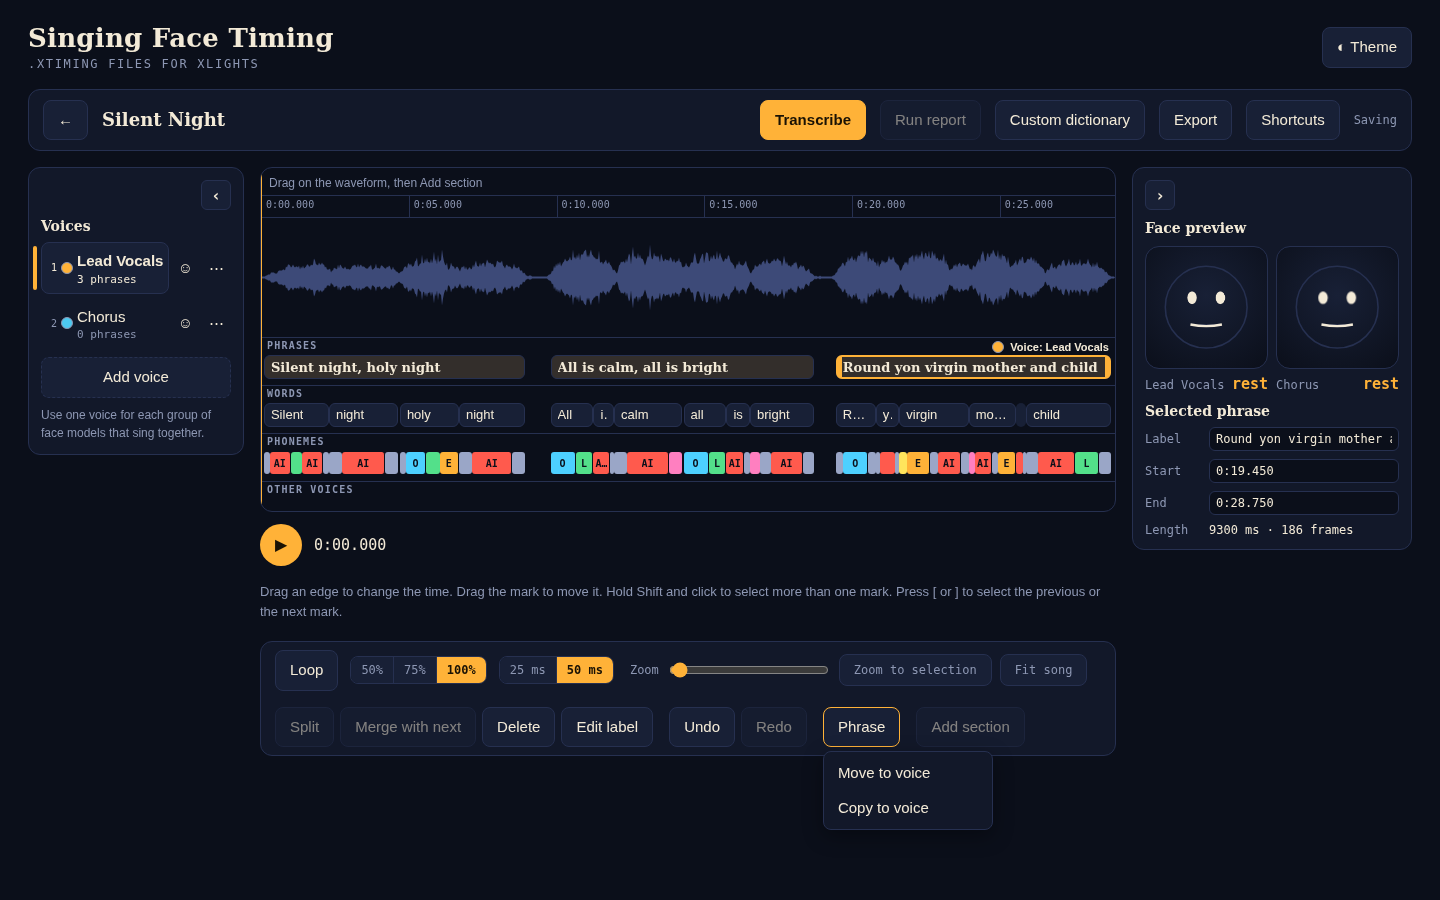 Singing Face Timing
.XTIMING FILES FOR XLIGHTS
Theme
← Silent Night
Transcribe
Run report
Custom dictionary
Export
Shortcuts
Saving
Voices
1 Lead Vocals
3 phrases
2 Chorus
0 phrases
Add voice
Use one voice for each group of
face models that sing together.
Drag on the waveform, then Add section
0:00.000 0:05.000 0:10.000 0:15.000 0:20.000 0:25.000
PHRASES
Voice: Lead Vocals
Silent night, holy night All is calm, all is bright Round yon virgin mother and child
WORDS
Silent night holy night All i. calm all is bright R… y. virgin mo… child
PHONEMES
AI AI AI O E AI O L A… AI O L AI AI O E AI AI E AI L
OTHER VOICES
0:00.000
Drag an edge to change the time. Drag the mark to move it. Hold Shift and click to select more than one mark. Press [ or ] to select the previous or
the next mark.
Loop
50% 75% 100%
25 ms 50 ms
Zoom
Zoom to selection
Fit song
Split
Merge with next
Delete
Edit label
Undo
Redo
Phrase
Add section
Move to voice
Copy to voice
Face preview
Lead Vocals rest Chorus rest
Selected phrase
Label Round yon virgin mother
Start 0:19.450
End 0:28.750
Length 9300 ms · 186 frames